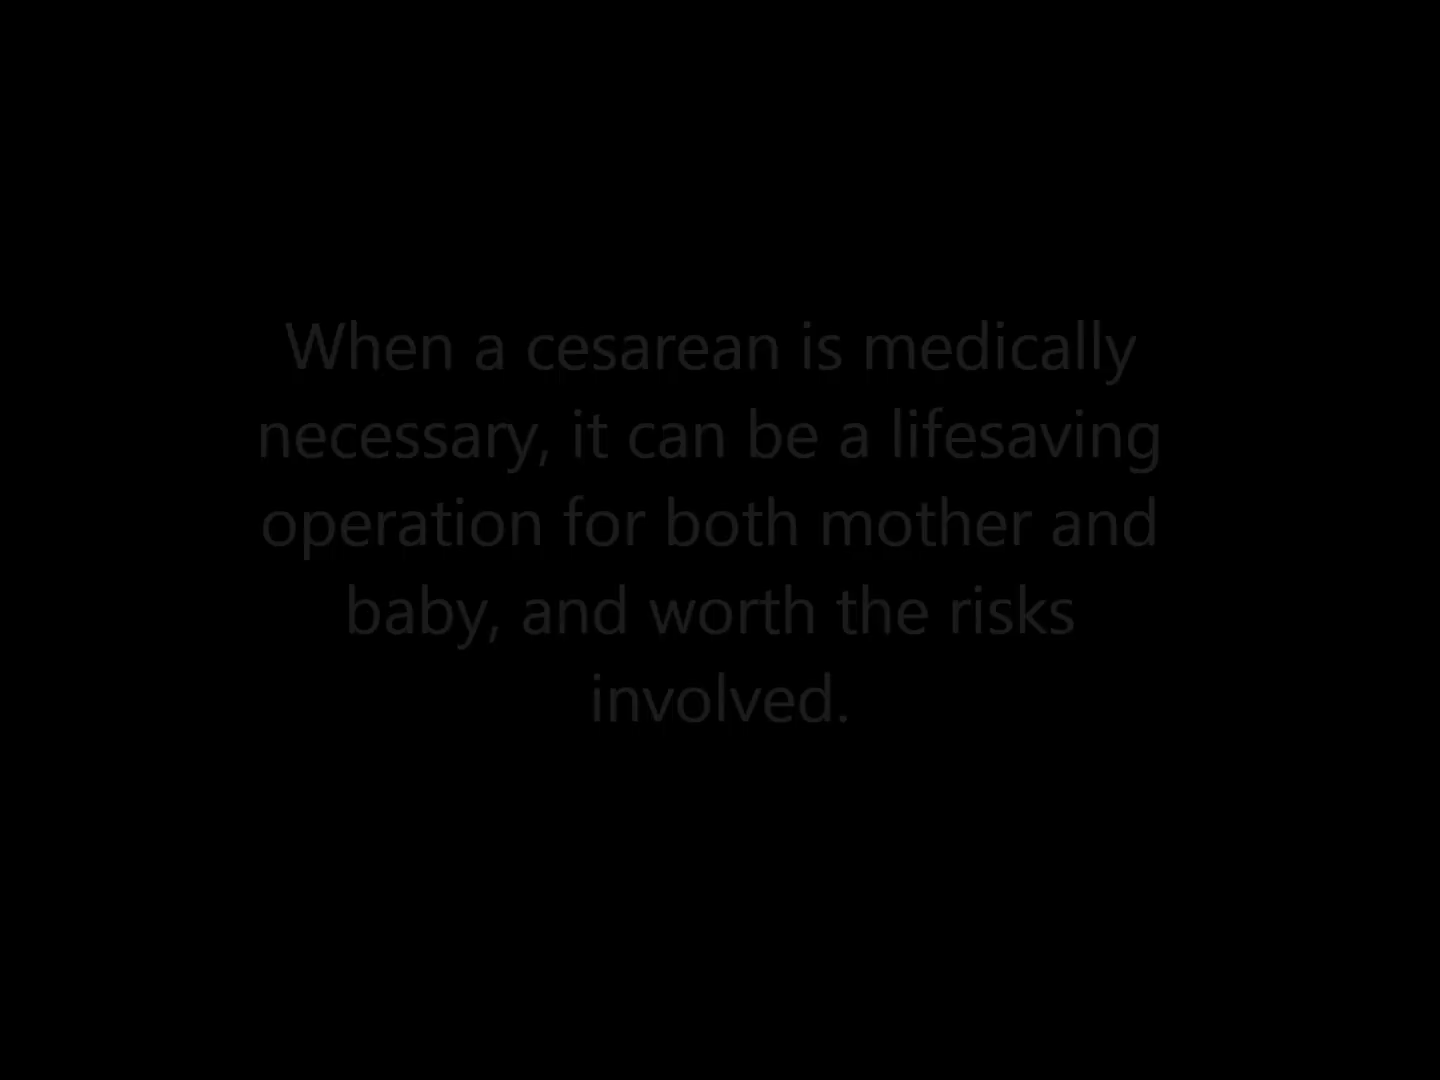 When a cesarean is medically
necessary, it can be a lifesaving
operation for both mother and
baby, and worth the risks
involved.